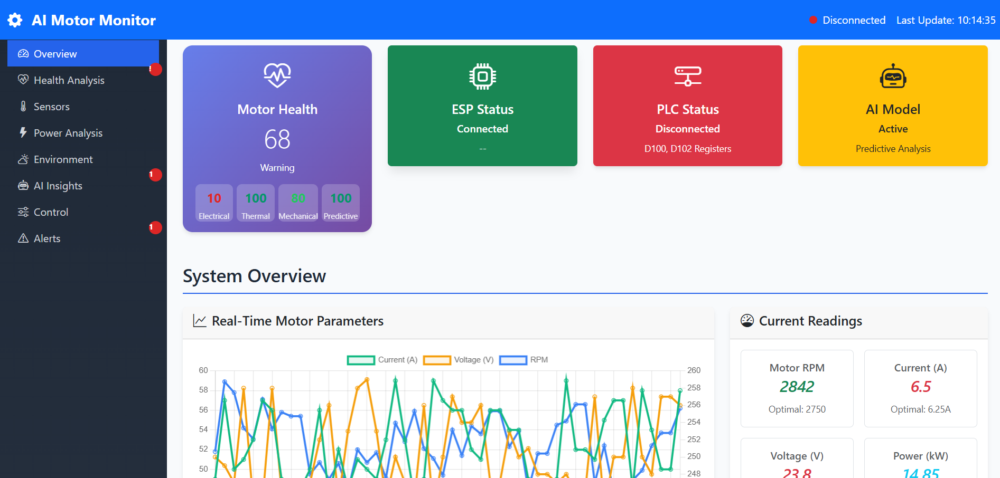 AI Motor Monitor
Disconnected Last Update: 10:14:35
Overview
!
Health Analysis
Sensors
Power Analysis
Environment
1
AI Insights
Control
1
Alerts
Motor Health
68
Warning
10 100 80 100
Electrical Thermal Mechanical Predictive
ESP Status
Connected
--
PLC Status
Disconnected
D100, D102 Registers
AI Model
Active
Predictive Analysis
System Overview
Real-Time Motor Parameters
Current (A) Voltage (V) RPM
60
58
56
54
52
50
260
258
256
254
252
250
248
Current Readings
Motor RPM
2842
Optimal: 2750
Current (A)
6.5
Optimal: 6.25A
Voltage (V)
23.8
Power (kW)
14.85